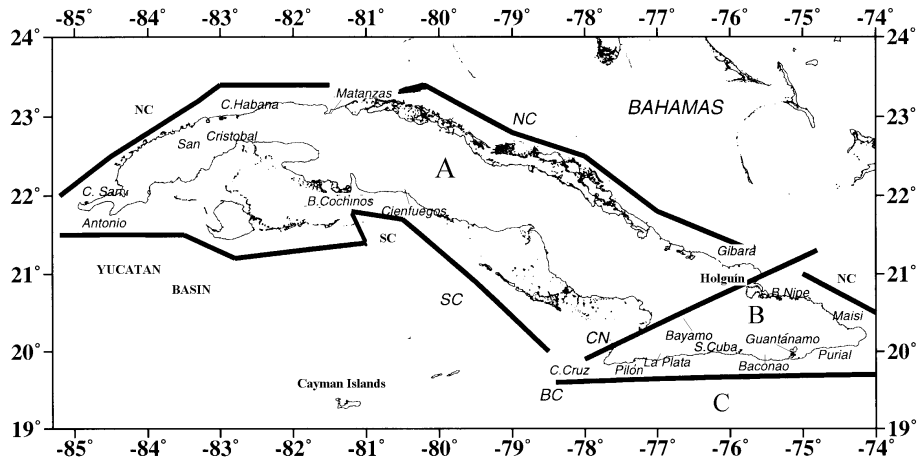 -85° -84° -83° -82° -81° -80° -79° -78° -77° -76° -75° -74°
24° 24°
C.Habana Matanzas
NC NC BAHAMAS
23° 23°
San Cristobal
A
22° 22°
C. San
Antonio B.Cochinos Cienfuegos
SC Gibara
YUCATAN Holguín NC
21° 21°
BASIN SC B.Nipe
B Maisi
CN Bayamo
S.Cuba Guantánamo
20° 20°
C.Cruz Pilón La Plata Baconao Purial
Cayman Islands BC C
19° 19°
-85° -84° -83° -82° -81° -80° -79° -78° -77° -76° -75° -74°